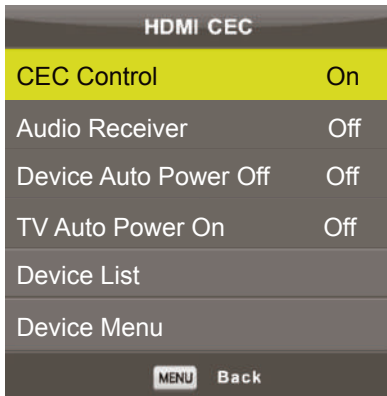 HDMI CEC
CEC Control On
Audio Receiver Off
Device Auto Power Off Off
TV Auto Power On Off
Device List
Device Menu
MENU Back